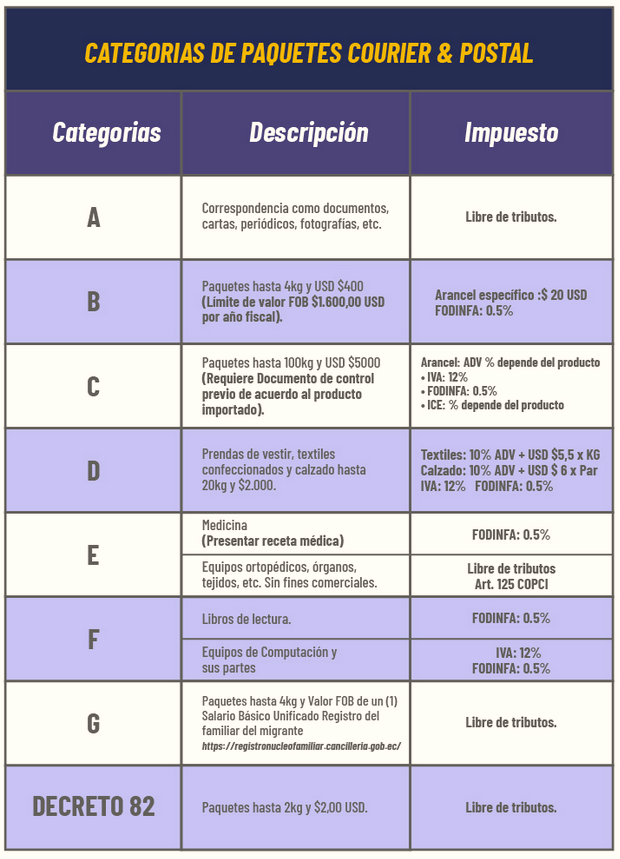 CATEGORIAS DE PAQUETES COURIER & POSTAL
Categorias
Descripción
Impuesto
A
Correspondencia como documentos,
cartas, periódicos, fotografías, etc.
Libre de tributos.
B
Paquetes hasta 4kg y USD $400
(Límite de valor FOB $1.600,00 USD
por año fiscal).
Arancel específico :$ 20 USD
FODINFA: 0.5%
C
Paquetes hasta 100kg y USD $5000
(Requiere Documento de control
previo de acuerdo al producto
importado).
Arancel: ADV % depende del producto
• IVA: 12%
• FODINFA: 0.5%
• ICE: % depende del producto
D
Prendas de vestir, textiles
confeccionados y calzado hasta
20kg y $2.000.
Textiles: 10% ADV + USD $5,5 x KG
Calzado: 10% ADV + USD $ 6 x Par
IVA: 12% FODINFA: 0.5%
E
Medicina
(Presentar receta médica)
FODINFA: 0.5%
Equipos ortopédicos, órganos,
tejidos, etc. Sin fines comerciales.
Libre de tributos
Art. 125 COPCI
F
Libros de lectura.
FODINFA: 0.5%
Equipos de Computación y
sus partes
IVA: 12%
FODINFA: 0.5%
G
Paquetes hasta 4kg y Valor FOB de un (1)
Salario Básico Unificado Registro del
familiar del migrante
https://registronucleofamiliar.cancilleria.gob.ec/
Libre de tributos.
DECRETO 82
Paquetes hasta 2kg y $2,00 USD.
Libre de tributos.